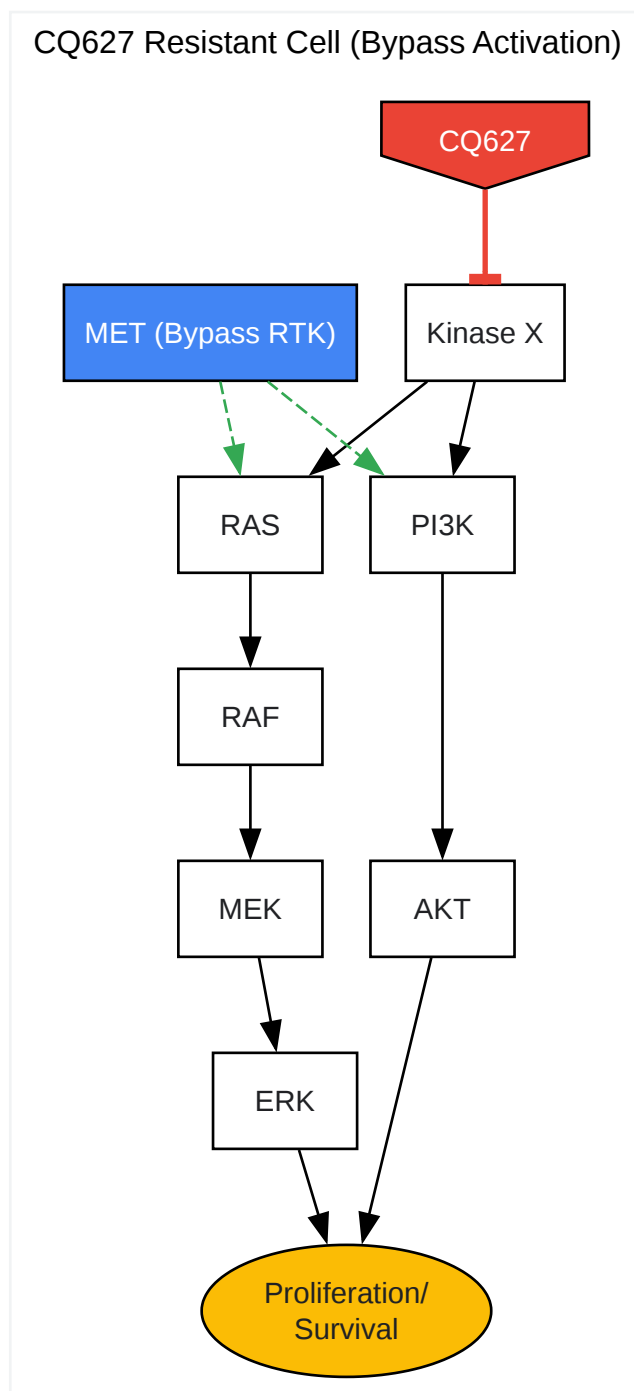 CQ627 Resistant Cell (Bypass Activation)
CQ627
MET (Bypass RTK)
Kinase X
RAS
PI3K
RAF
MEK
AKT
ERK
Proliferation/
Survival